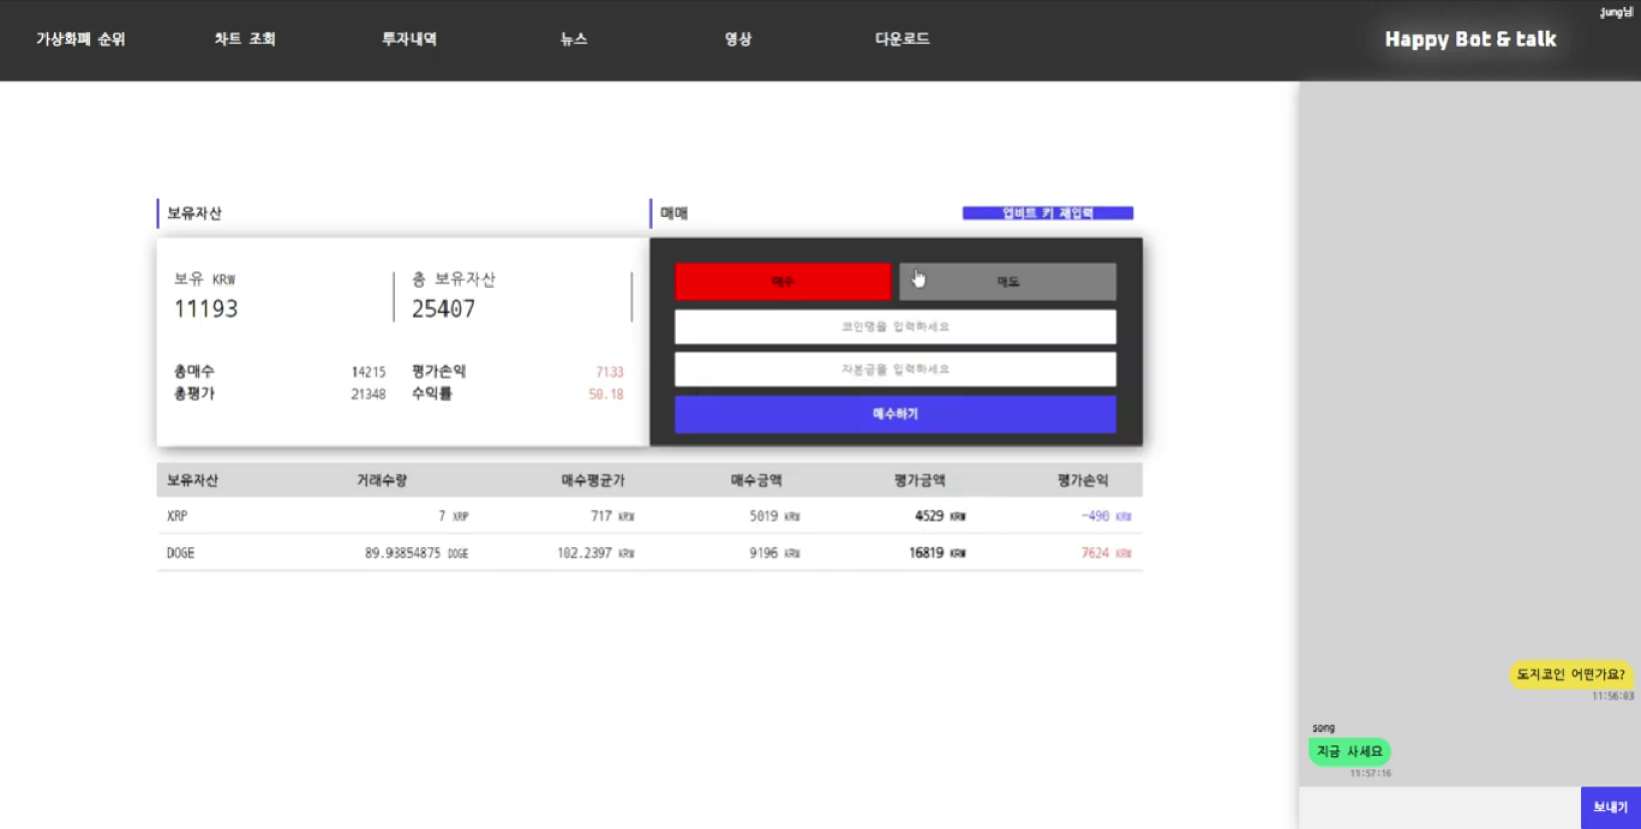 jung님
가상화폐 순위 차트 조회 투자내역 뉴스 영상 다운로드 Happy Bot & talk
보유자산 매매 업비트 키 재입력
보유 KRW 총 보유자산
11193 25407
매수 매도
코인명을 입력하세요
자본금을 입력하세요
매수하기
총매수 14215 평가손익 7133
총평가 21348 수익률 50.18
보유자산 거래수량 매수평균가 매수금액 평가금액 평가손익
XRP 7 XRP 717 KRW 5019 KRW 4529 KRW -490 KRW
DOGE 89.93854875 DOGE 102.2397 KRW 9196 KRW 16819 KRW 7624 KRW
도지코인 어떤가요?
11:56:03
song
지금 사세요
11:57:16
보내기